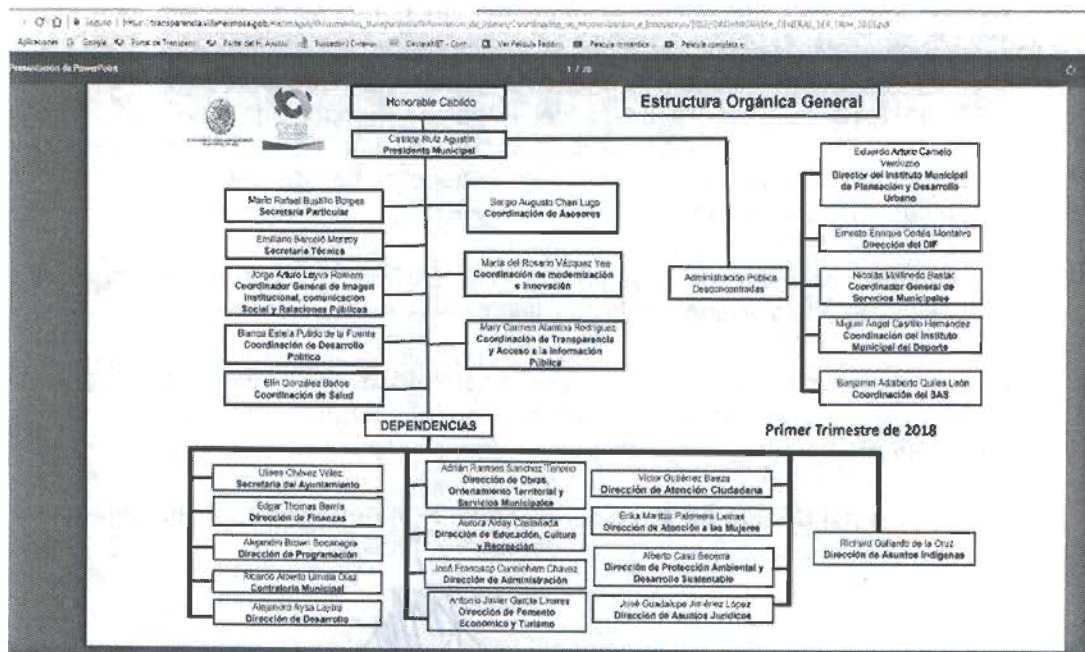 Presentación de PowerPoint
1 / 20
Honorable Cabildo
Estructura Orgánica General
Casilda Ruiz Agustín
Presidenta Municipal
Mario Rafael Bustillo Borges
Secretaría Particular
Sergio Augusto Chan Lugo
Coordinación de Asesores
Emiliano Barceló Monroy
Secretaría Técnica
María del Rosario Vázquez Yee
Coordinación de modernización
e Innovación
Jorge Arturo Leyva Romero
Coordinador General de Imagen
Institucional, comunicación
Social y Relaciones Públicas
Blanca Estela Pulido de la Fuente
Coordinación de Desarrollo
Político
Mary Carmen Alamina Rodríguez
Coordinación de Transparencia
y Acceso a la Información
Pública
Elin González Baños
Coordinación de Salud
Administración Pública
Desconcentradas
Eduardo Arturo Camelo
Verduzco
Director del Instituto Municipal
de Planeación y Desarrollo
Urbano
Ernesto Enrique Cortés Montalvo
Dirección del DIF
Nicolás Mollinedo Bastar
Coordinador General de
Servicios Municipales
Miguel Ángel Castillo Hernández
Coordinación del Instituto
Municipal del Deporte
Benjamín Adalberto Quiles León
Coordinación del SAS
DEPENDENCIAS
Primer Trimestre de 2018
Ulises Chávez Vélez
Secretaría del Ayuntamiento
Edgar Thomas Barría
Dirección de Finanzas
Alejandro Brown Bocanegra
Dirección de Programación
Ricardo Alberto Urrutia Díaz
Contraloría Municipal
Alejandro Aysa
Dirección de Desarrollo
Adrián Ramses Sánchez Tenorio
Dirección de Obras,
Ordenamiento Territorial y
Servicios Municipales
Aurora Alday Castañeda
Dirección de Educación, Cultura
y Recreación
José Francisco Cunningham Chávez
Dirección de Administración
Antonio Javier García Linares
Dirección de Fomento
Económico y Turismo
Víctor Gutiérrez Baeza
Dirección de Atención Ciudadana
Erika Maritza Palomera Lemas
Dirección de Atención a las Mujeres
Alberto Casü Becerra
Dirección de Protección Ambiental y
Desarrollo Sustentable
José Guadalupe Jiménez López
Dirección de Asuntos Jurídicos
Richard Gallardo de la Cruz
Dirección de Asuntos Indígenas